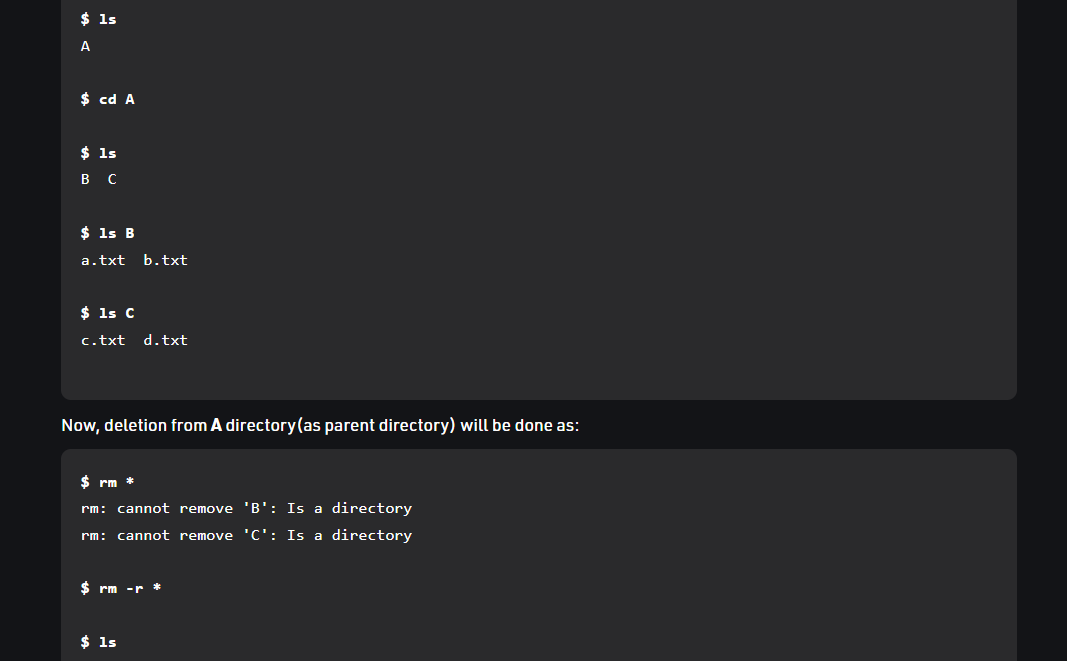 $ ls
A
$ cd A
$ ls
B  C
$ ls B
a.txt  b.txt
$ ls C
c.txt  d.txt
Now, deletion from A directory(as parent directory) will be done as:
$ rm *
rm: cannot remove 'B': Is a directory
rm: cannot remove 'C': Is a directory
$ rm -r *
$ ls